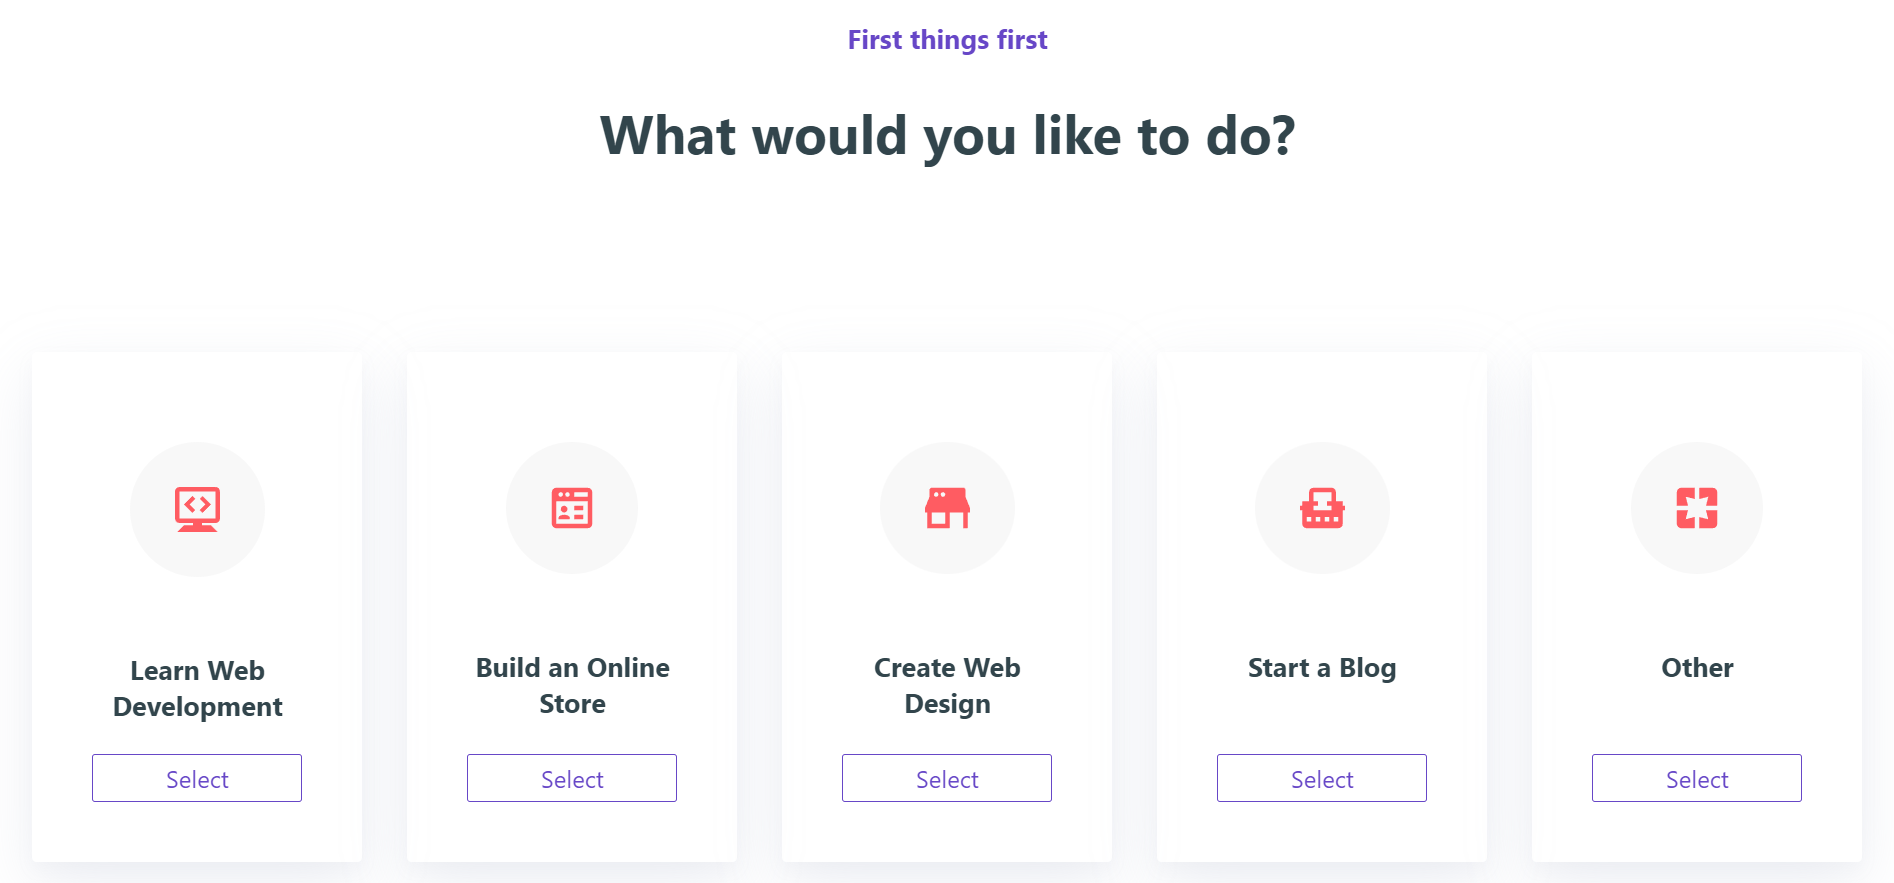 First things first
What would you like to do?
Learn Web
Development
Select
Build an Online
Store
Select
Create Web
Design
Select
Start a Blog
Select
Other
Select